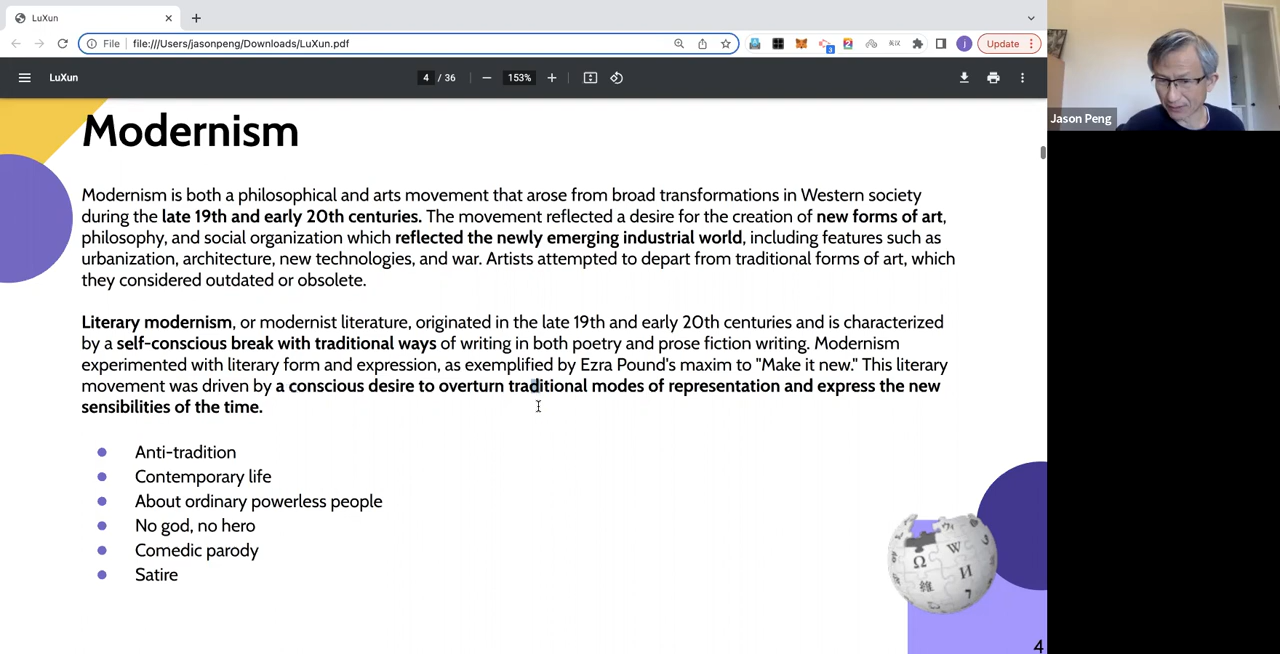 LuXun
File
file:///Users/jasonpeng/Downloads/LuXun.pdf
3
2
英汉
j
Update
LuXun
4 / 36
153%
Jason Peng
Modernism
Modernism is both a philosophical and arts movement that arose from broad transformations in Western society
during the late 19th and early 20th centuries. The movement reflected a desire for the creation of new forms of art,
philosophy, and social organization which reflected the newly emerging industrial world, including features such as
urbanization, architecture, new technologies, and war. Artists attempted to depart from traditional forms of art, which
they considered outdated or obsolete.
Literary modernism, or modernist literature, originated in the late 19th and early 20th centuries and is characterized
by a self-conscious break with traditional ways of writing in both poetry and prose fiction writing. Modernism
experimented with literary form and expression, as exemplified by Ezra Pound's maxim to "Make it new." This literary
movement was driven by a conscious desire to overturn traditional modes of representation and express the new
sensibilities of the time.
Anti-tradition
Contemporary life
About ordinary powerless people
No god, no hero
Comedic parody
Satire
Ω W И 維
4